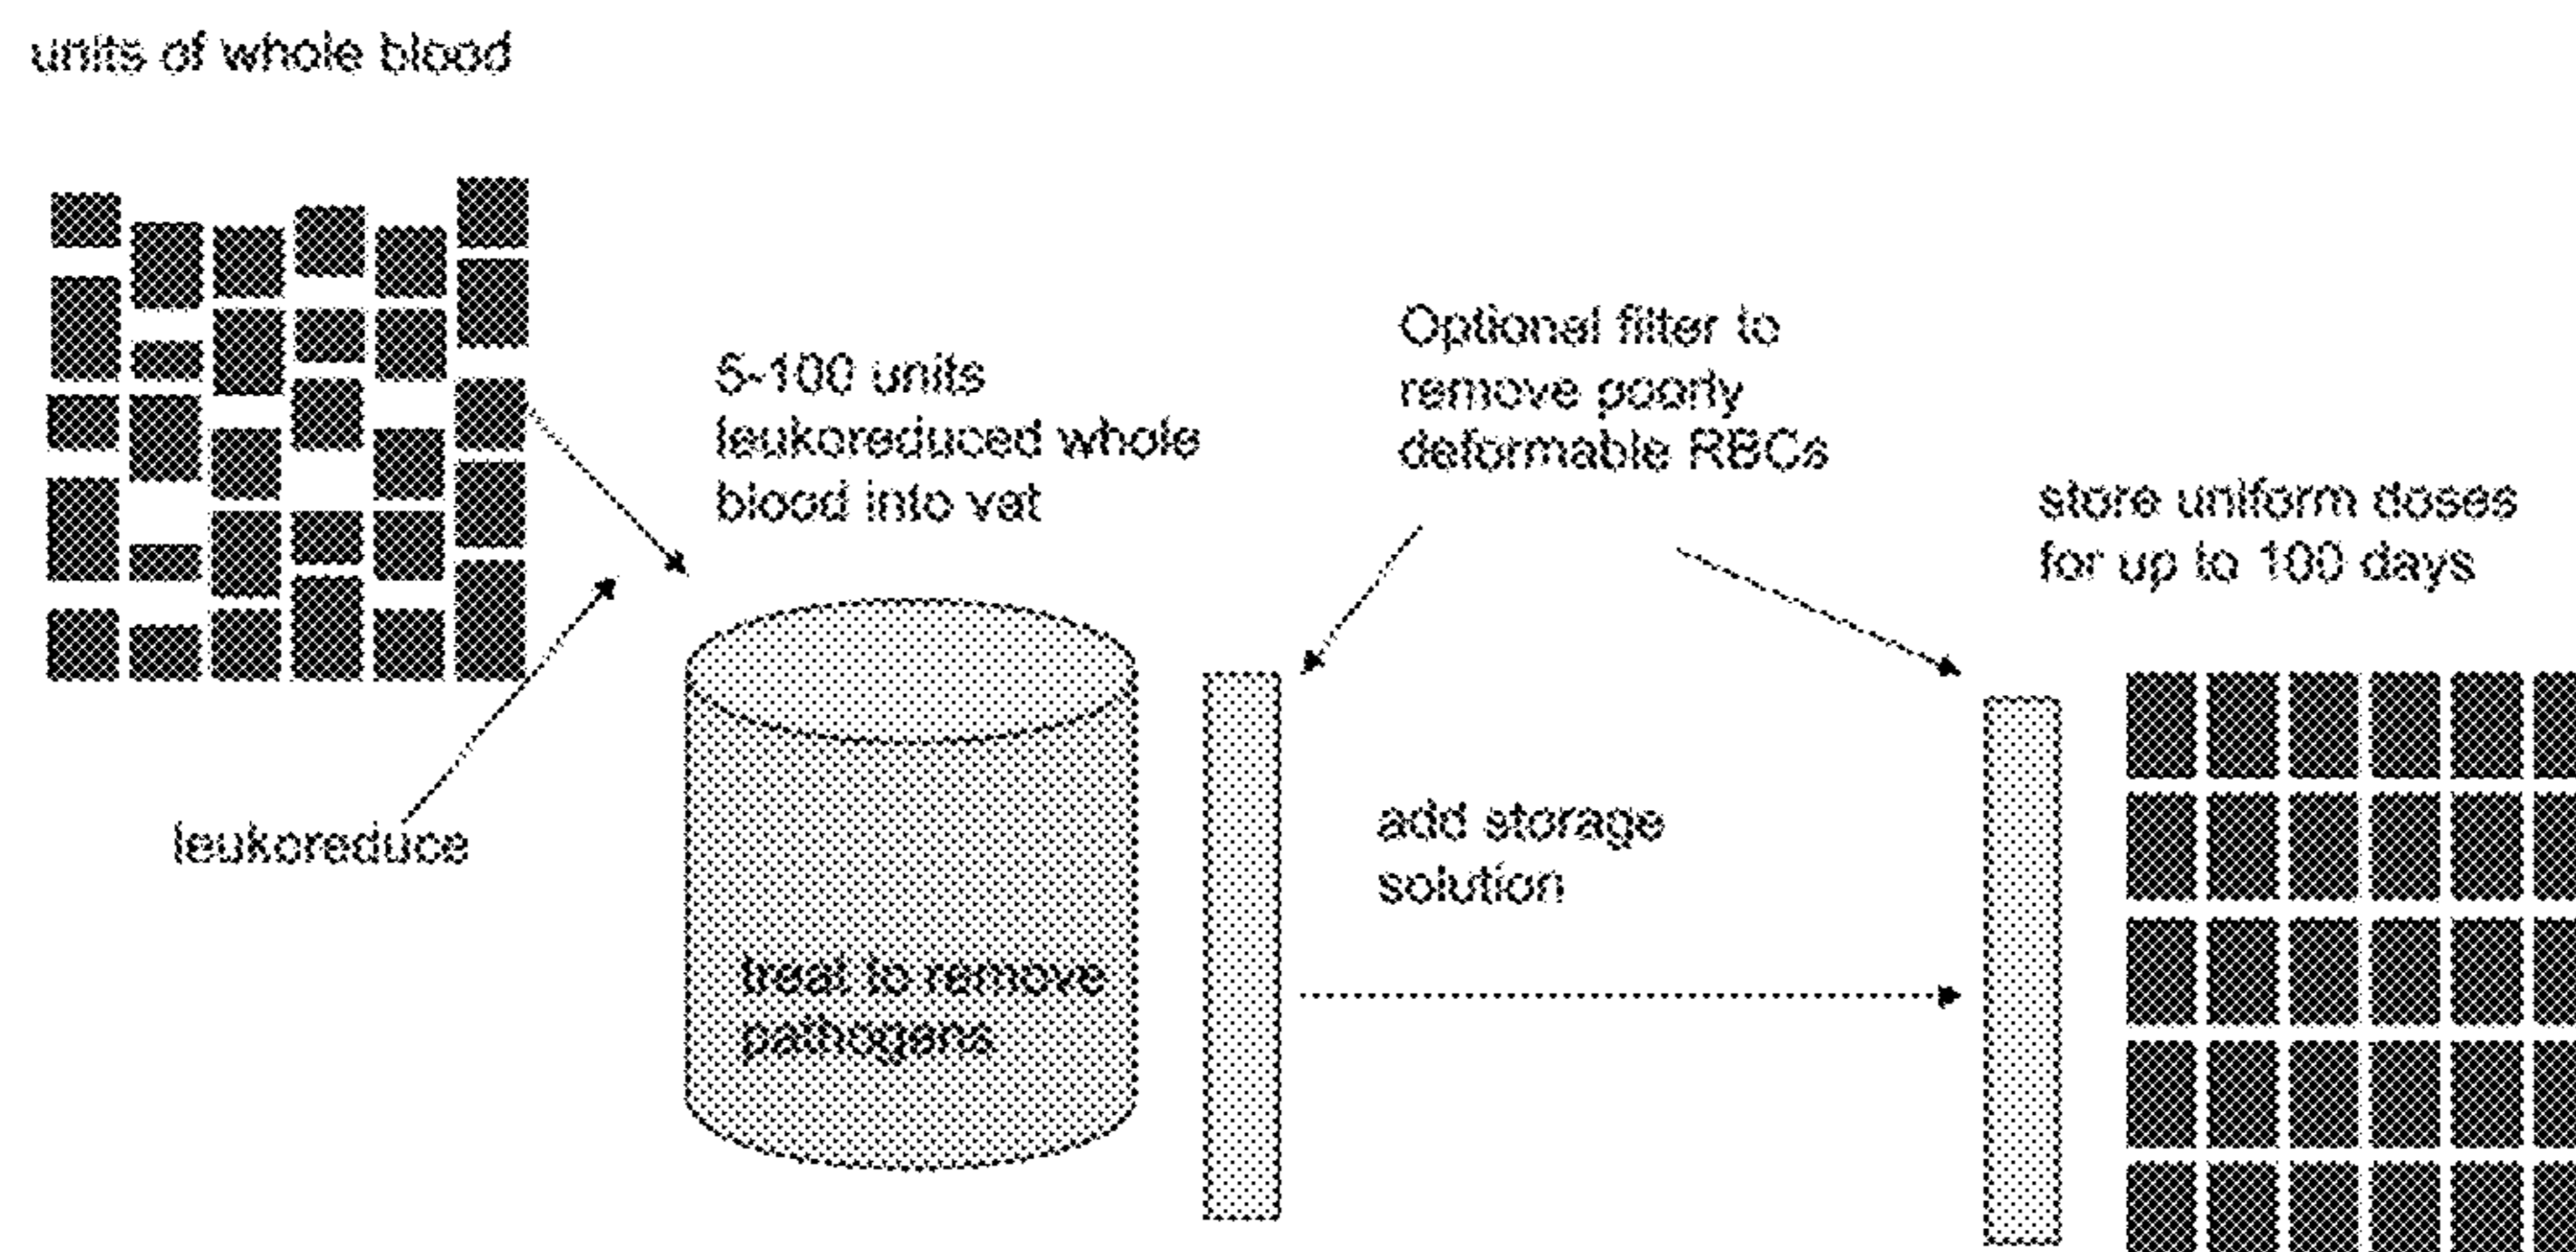 units of whole blood
5-100 units
leukoreduced whole
blood into vat
Optional filter to
remove poorly
deformable RBCs
store uniform doses
for up to 100 days
leukoreduce
add storage
solution
treat to remove
pathogens